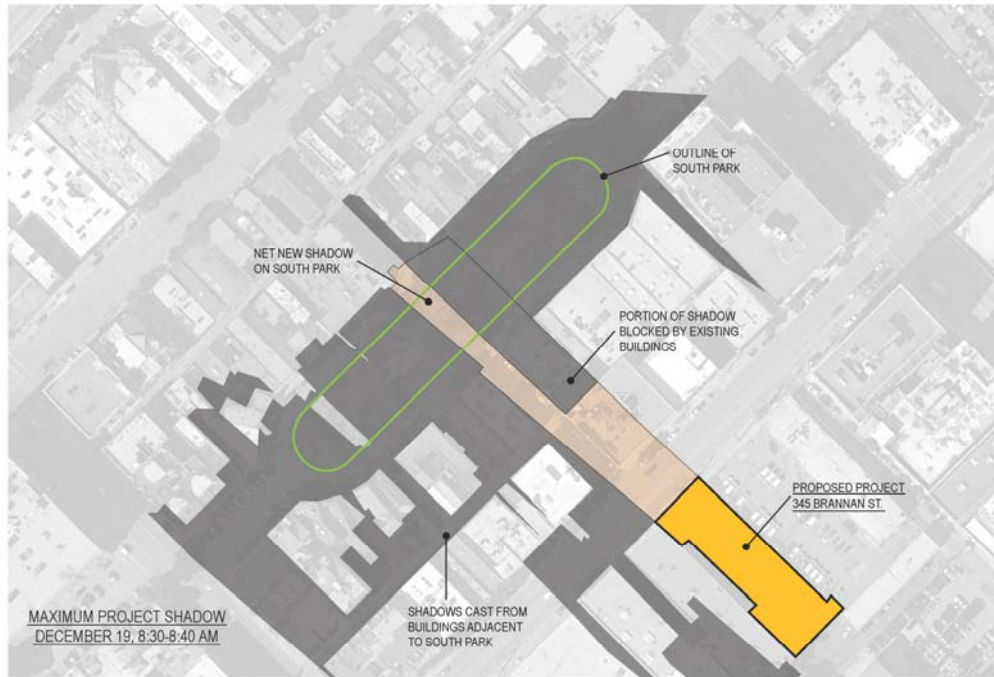 OUTLINE OF
SOUTH PARK
NET NEW SHADOW
ON SOUTH PARK
PORTION OF SHADOW
BLOCKED BY EXISTING
BUILDINGS
PROPOSED PROJECT
345 BRANNAN ST.
SHADOWS CAST FROM
BUILDINGS ADJACENT
TO SOUTH PARK
MAXIMUM PROJECT SHADOW
DECEMBER 19, 8:30-8:40 AM